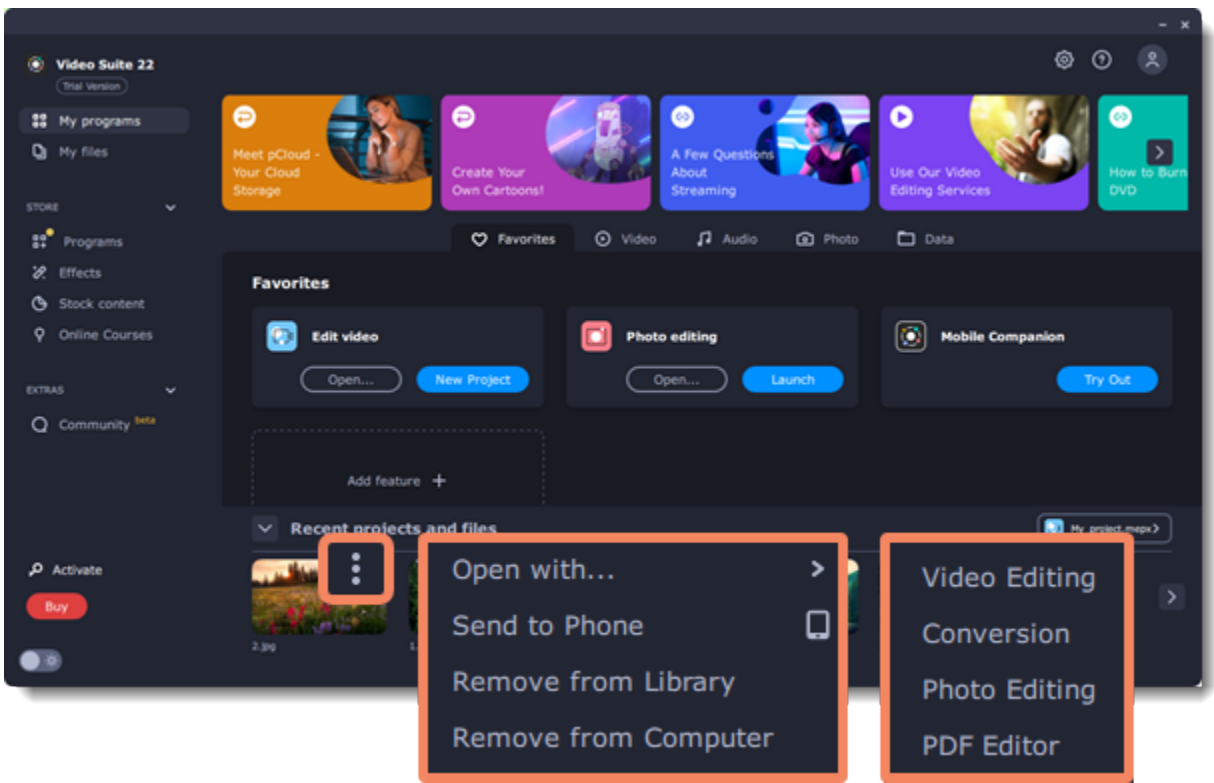 Video Suite 22
Trial Version
My programs
My files
STORE
Programs
Effects
Stock content
Online Courses
EXTRAS
Community beta
Activate
Buy
Meet pCloud -
Your Cloud
Storage
Create Your
Own Cartoons!
A Few Questions
About
Streaming
Use Our Video
Editing Services
How to Burn
DVD
Favorites
Video
Audio
Photo
Data
Favorites
Edit video
Open...
New Project
Photo editing
Open...
Launch
Mobile Companion
Try Out
Add feature +
Recent projects and files
My_project.mepx
2.jpg
1.
Open with...
Send to Phone
Remove from Library
Remove from Computer
Video Editing
Conversion
Photo Editing
PDF Editor